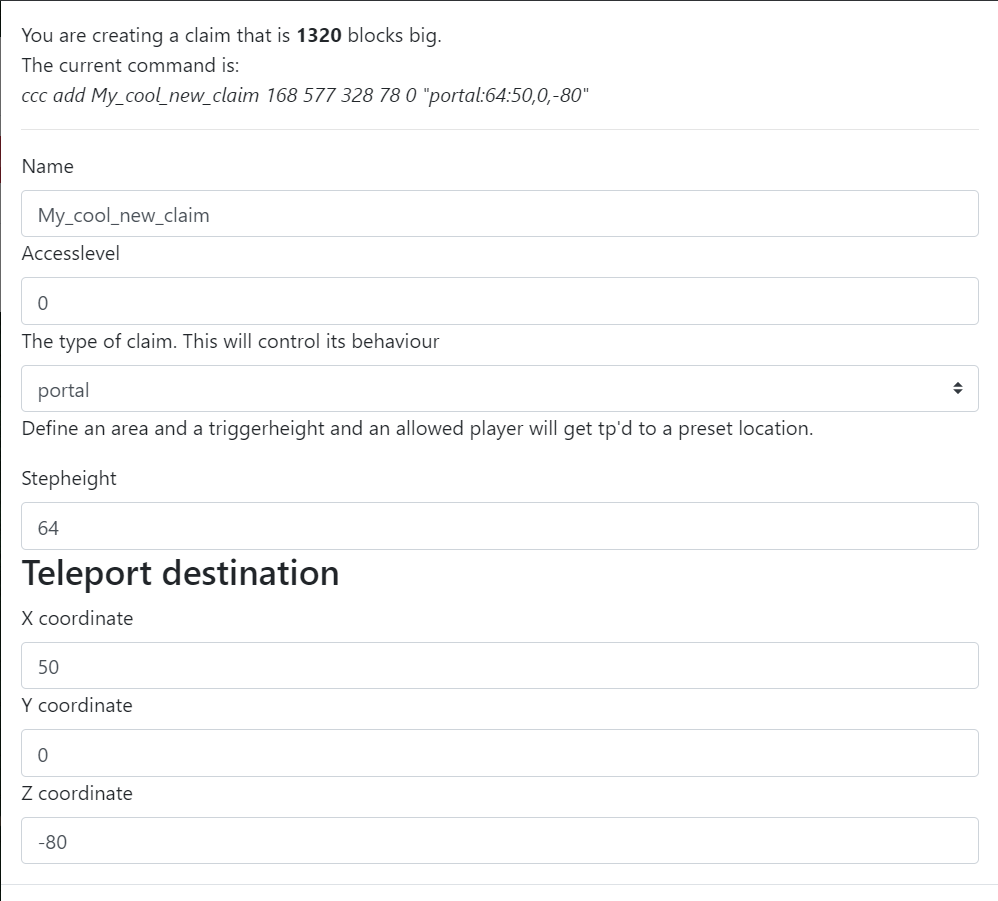 You are creating a claim that is 1320 blocks big.
The current command is:
ccc add My_cool_new_claim 168 577 328 78 0 "portal:64:50,0,-80"
Name
My_cool_new_claim
Accesslevel
0
The type of claim. This will control its behaviour
portal
Define an area and a triggerheight and an allowed player will get tp'd to a preset location.
Stepheight
64
Teleport destination
X coordinate
50
Y coordinate
0
Z coordinate
-80